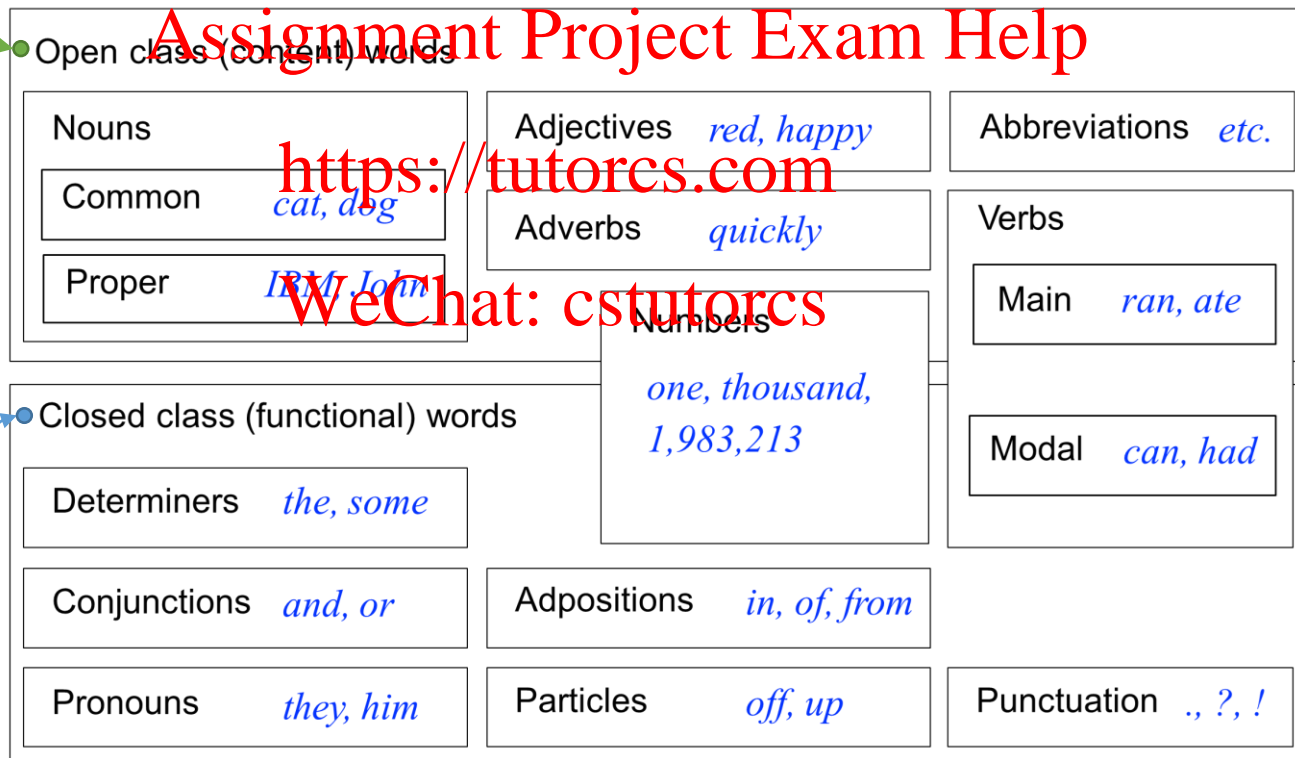 Assignment Project Exam Help
Open class (content) words
Nouns
Common cat, dog
Proper IBM, John
Adjectives red, happy
https://tutorcs.com
Adverbs quickly
WeChat: cstutorcs
Numbers
one, thousand,
1,983,213
Abbreviations etc.
Verbs
Main ran, ate
Modal can, had
Closed class (functional) words
Determiners the, some
Conjunctions and, or
Adpositions in, of, from
Pronouns they, him
Particles off, up
Punctuation ., ?, !